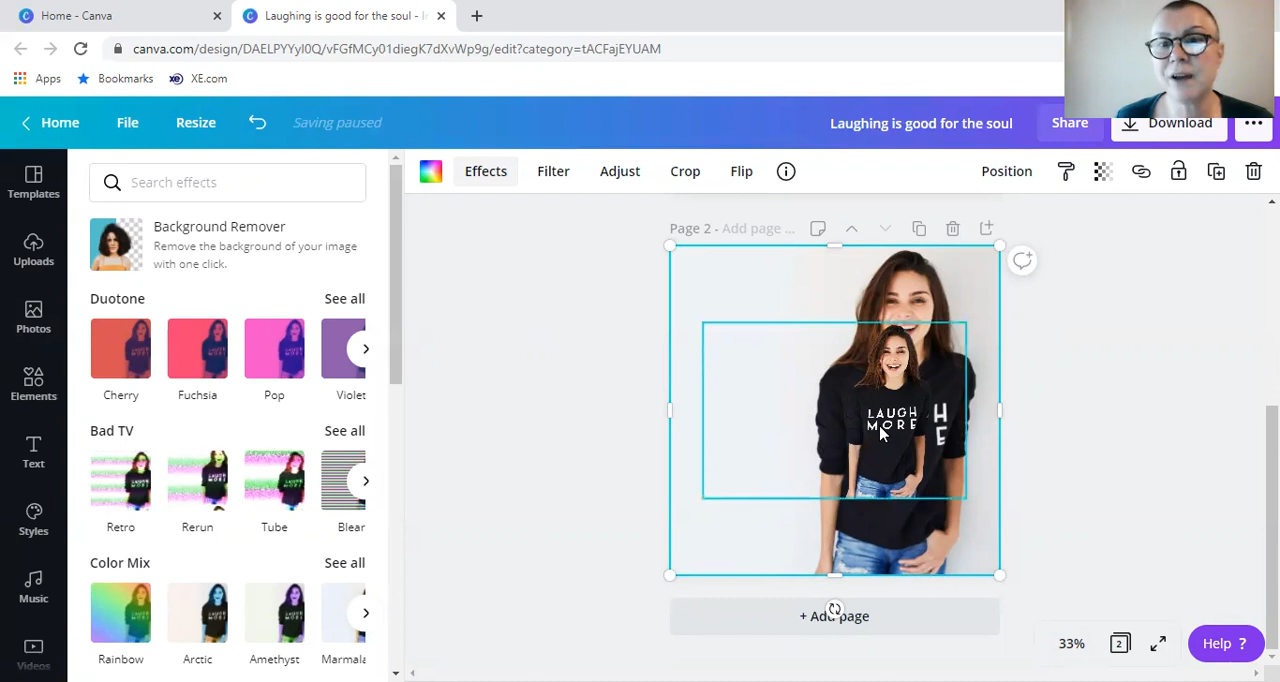 Home - Canva
Laughing is good for the soul - In
canva.com/design/DAELPYYyI0Q/vFGfMCy01diegK7dXvWp9g/edit?category=tACFajEYUAM
Apps Bookmarks XE.com
Home File Resize Saving paused Laughing is good for the soul Share Download
Templates
Uploads
Photos
Elements
Text
Styles
Music
Videos
Search effects
Background Remover
Remove the background of your image
with one click.
Duotone See all
Cherry Fuchsia Pop Violet
Bad TV See all
Retro Rerun Tube Blear
Color Mix See all
Rainbow Arctic Amethyst Marmala
Effects Filter Adjust Crop Flip Position
Page 2 - Add page ...
LAUGH
MORE
H
E
+ Add page
33% 2 Help ?